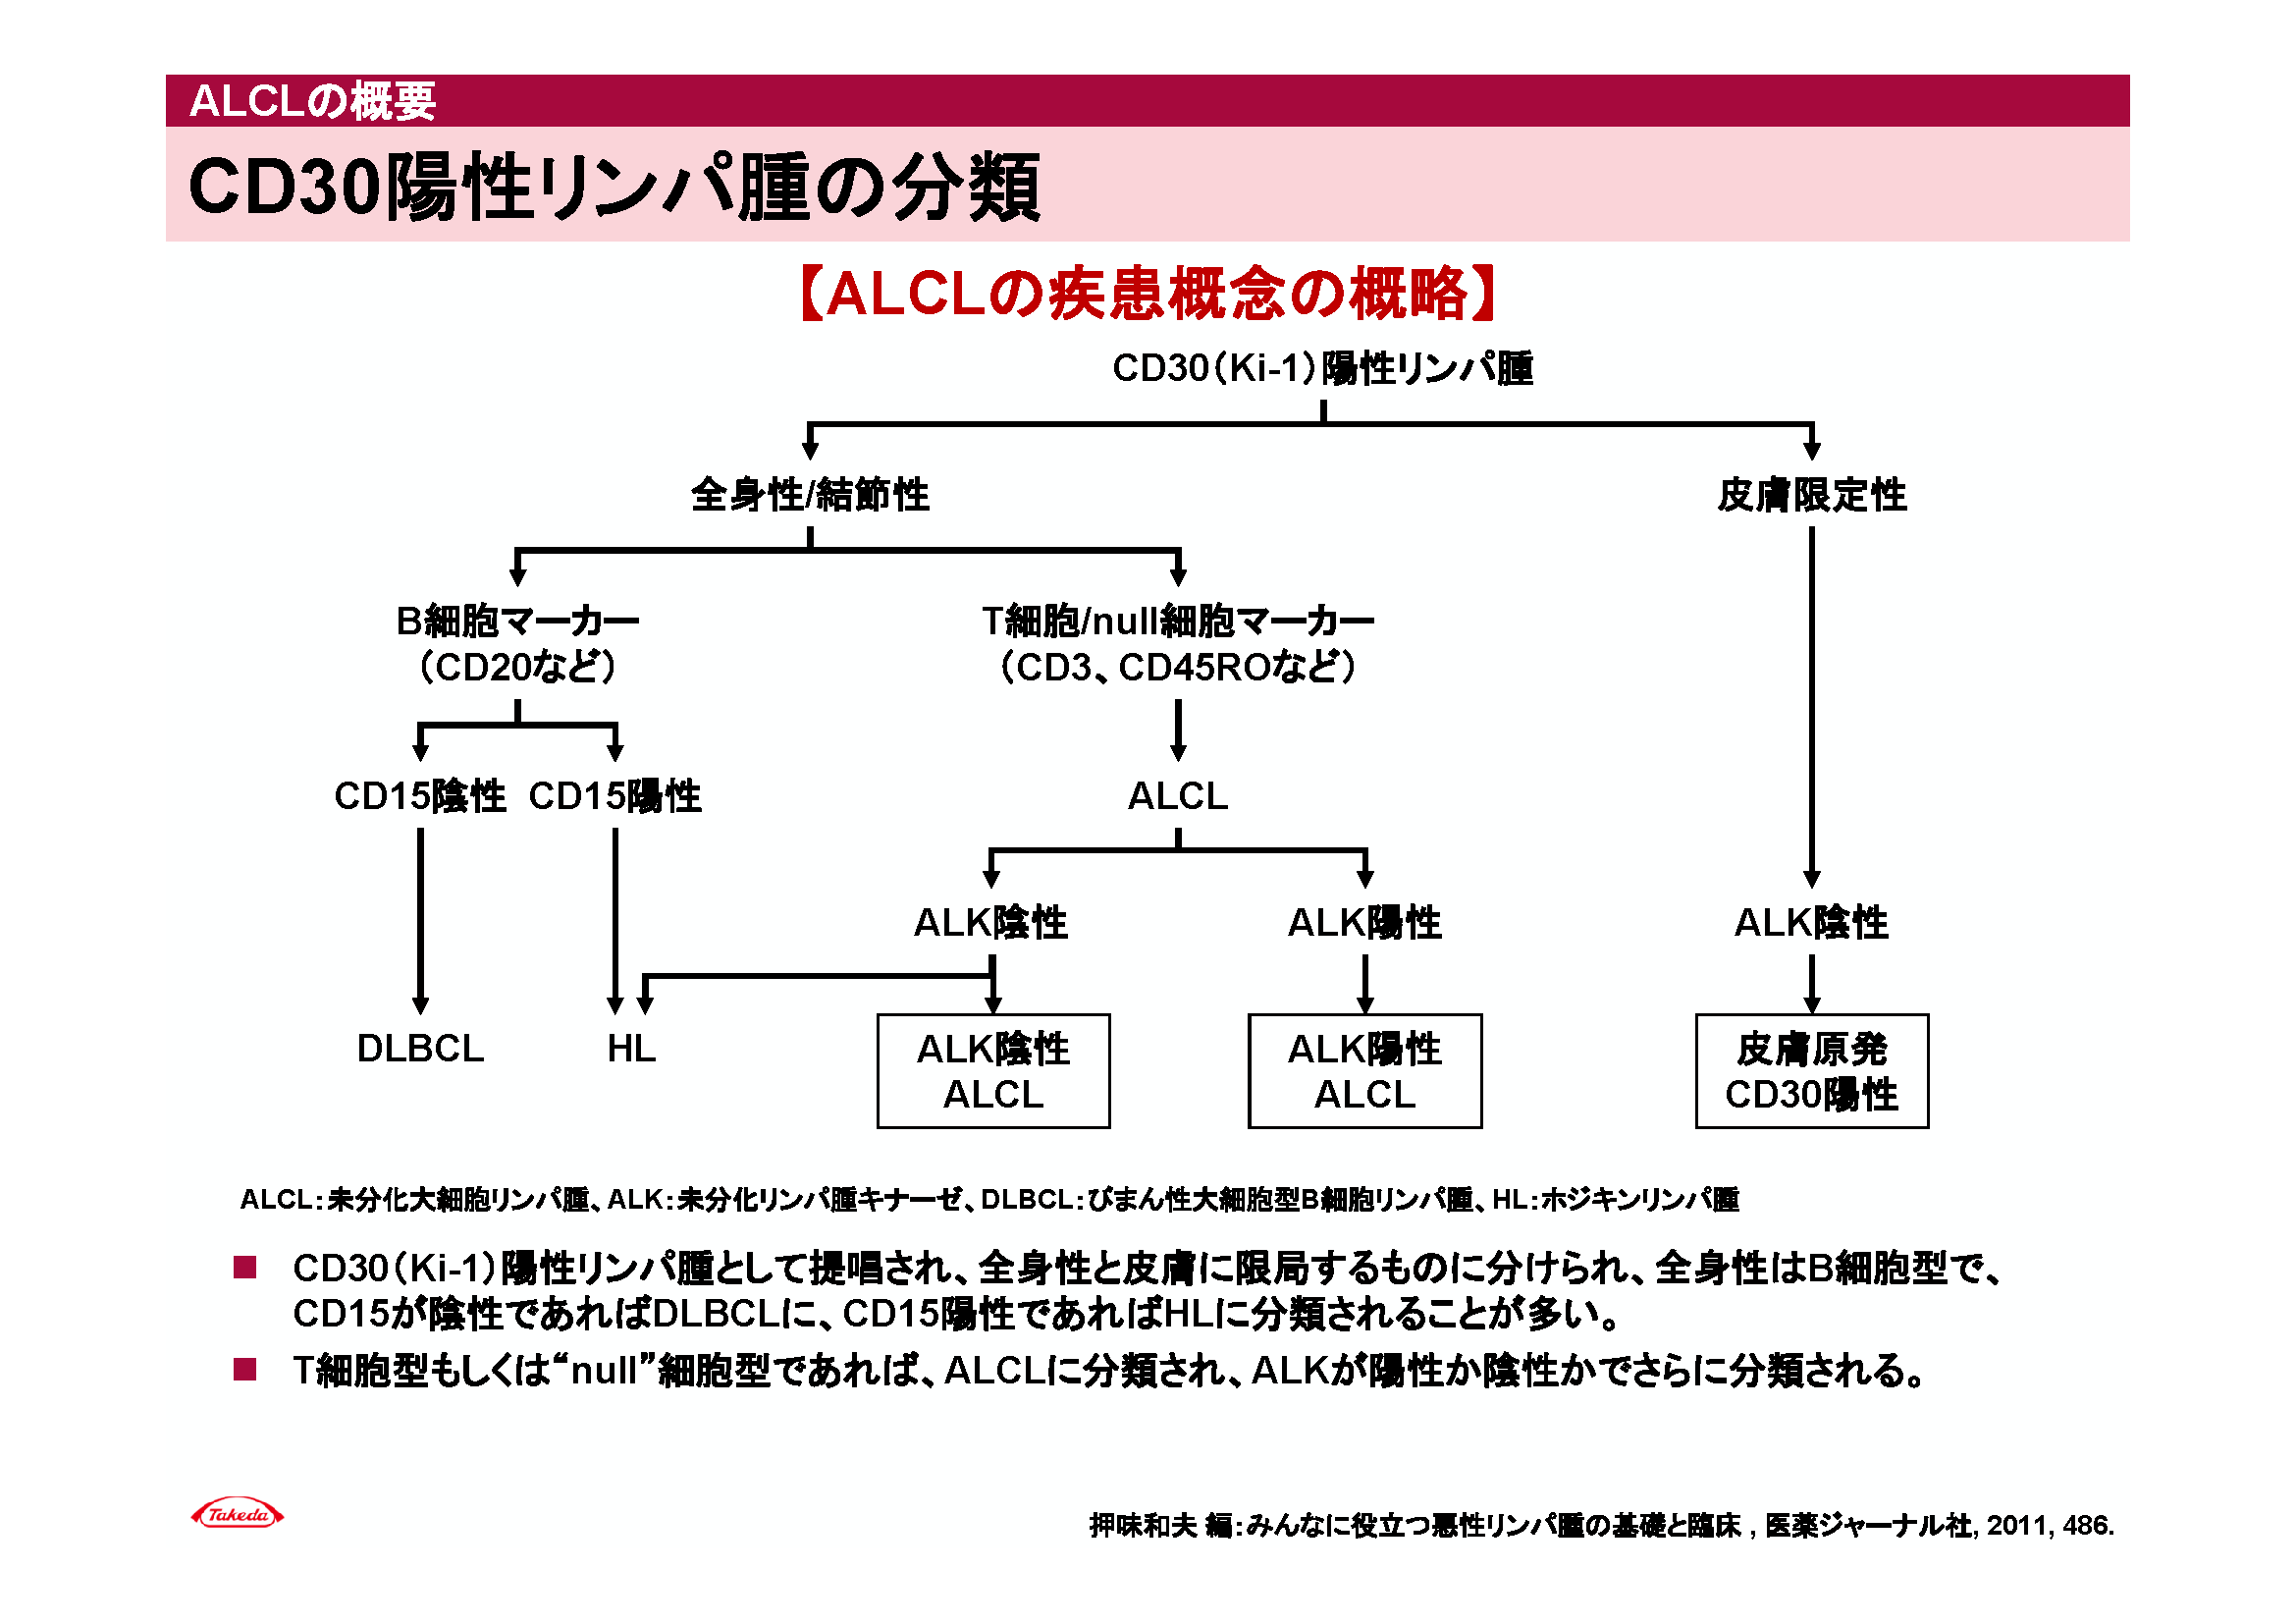 ALCLの概要
CD30陽性リンパ腫の分類
【ALCLの疾患概念の概略】
CD30（Ki-1）陽性リンパ腫
全身性/結節性
皮膚限定性
B細胞マーカー
（CD20など）
T細胞/null細胞マーカー
（CD3、CD45ROなど）
CD15陰性
CD15陽性
ALCL
ALK陰性
ALK陽性
ALK陰性
DLBCL
HL
ALK陰性
ALCL
ALK陽性
ALCL
皮膚原発
CD30陽性
ALCL：未分化大細胞リンパ腫、ALK：未分化リンパ腫キナーゼ、DLBCL：びまん性大細胞型B細胞リンパ腫、HL：ホジキンリンパ腫
■ CD30（Ki-1）陽性リンパ腫として提唱され、全身性と皮膚に限局するものに分けられ、全身性はB細胞型で、
CD15が陰性であればDLBCLに、CD15陽性であればHLに分類されることが多い。
■ T細胞型もしくは“null”細胞型であれば、ALCLに分類され、ALKが陽性か陰性かでさらに分類される。
Takeda
押味和夫 編：みんなに役立つ悪性リンパ腫の基礎と臨床 , 医薬ジャーナル社, 2011, 486.